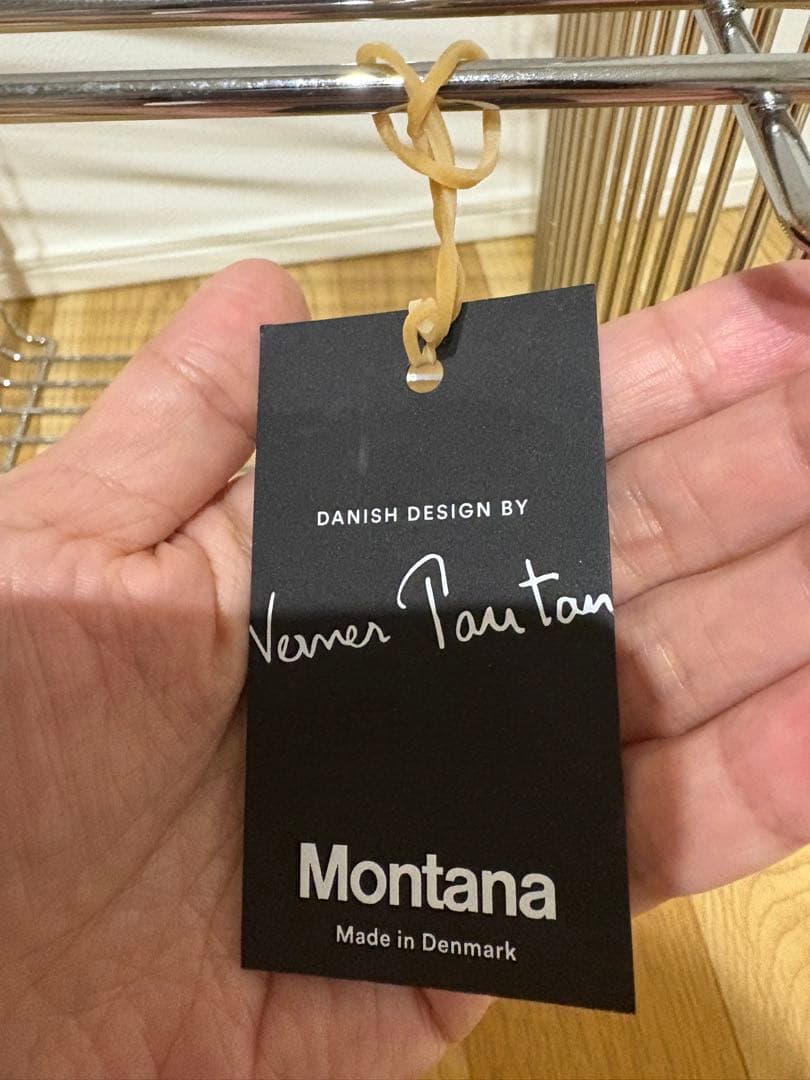 DANISH DESIGN BY
Verner Panton
Montana
Made in Denmark